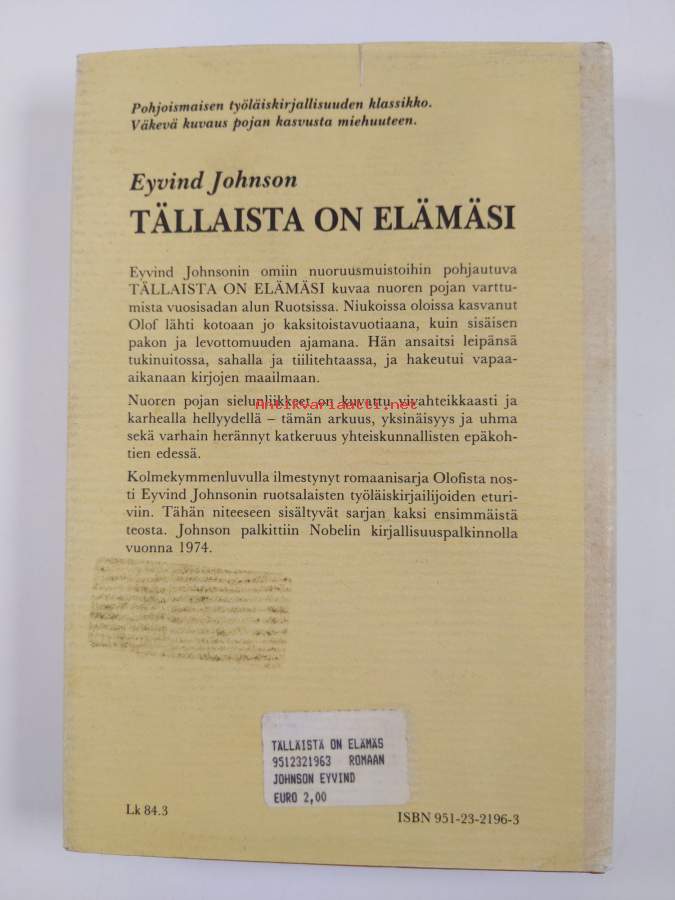 Pohjoismaisen työläiskirjallisuuden klassikko.
Väkevä kuvaus pojan kasvusta miehuuteen.
Eyvind Johnson
TÄLLAISTA ON ELÄMÄSI
Eyvind Johnsonin omiin nuoruusmuistoihin pohjautuva
TÄLLAISTA ON ELÄMÄSI kuvaa nuoren pojan varttu-
mista vuosisadan alun Ruotsissa. Niukoissa oloissa kasvanut
Olof lähti kotoaan jo kaksitoistavuotiaana, kuin sisäisen
pakon ja levottomuuden ajamana. Hän ansaitsi leipänsä
tukinuitossa, sahalla ja tiilitehtaassa, ja hakeutui vapaa-
aikanaan kirjojen maailmaan.
Nuoren pojan sielunliikkeet on kuvattu vivahteikkaasti ja
Antikvariaatti.net
karhealla hellyydellä – tämän arkuus, yksinäisyys ja uhma
sekä varhain herännyt katkeruus yhteiskunnallisten epäkoh-
tien edessä.
Kolmekymmenluvulla ilmestynyt romaanisarja Olofista nos-
ti Eyvind Johnsonin ruotsalaisten työläiskirjailijoiden eturi-
viin. Tähän niteeseen sisältyvät sarjan kaksi ensimmäistä
teosta. Johnson palkittiin Nobelin kirjallisuuspalkinnolla
vuonna 1974.
TÄLLÄISTÄ ON ELÄMÄS
9512321963 ROMAAN
JOHNSON EYVIND
EURO 2,00
Lk 84.3
ISBN 951-23-2196-3